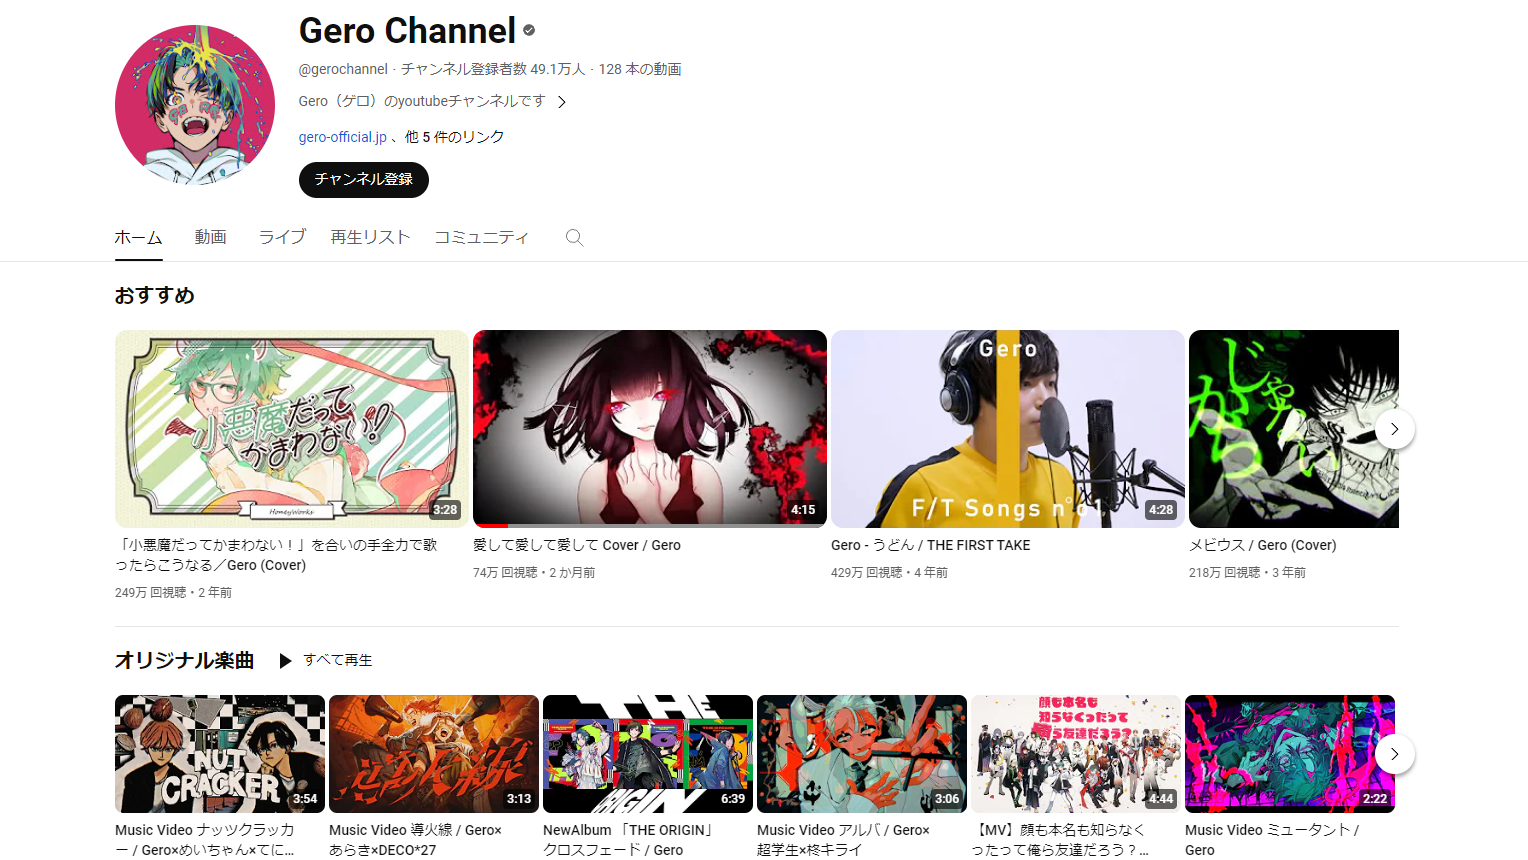 Gero Channel
@gerochannel · チャンネル登録者数 49.1万人 · 128 本の動画
Gero（ゲロ）のyoutubeチャンネルです
gero-official.jp 、他 5 件のリンク
チャンネル登録
ホーム 動画 ライブ 再生リスト コミュニティ
おすすめ
小悪魔だって
かまわない!!
HoneyWorks
3:28
4:15
Gero
F/T Songs n°01
4:28
じゃない
がら
「小悪魔だってかまわない！」を合いの手全力で歌
ったらこうなる／Gero (Cover)
249万 回視聴・2 年前
愛して愛して愛して Cover / Gero
74万 回視聴・2 か月前
Gero - うどん / THE FIRST TAKE
429万 回視聴・4 年前
メビウス / Gero (Cover)
218万 回視聴・3 年前
オリジナル楽曲 すべて再生
NUT
CRACKER
3:54
導火線
3:13
THE
6:39
3:06
顔も本名も
知らなくったって
俺ら友達だろう?
4:44
2:22
Music Video ナッツクラッカ
ー / Gero×めいちゃん×てに...
Music Video 導火線 / Gero×
あらき×DECO*27
NewAlbum 「THE ORIGIN」
クロスフェード / Gero
Music Video アルバ / Gero×
超学生×柊キライ
【MV】顔も本名も知らなく
ったって俺ら友達だろう？...
Music Video ミュータント /
Gero